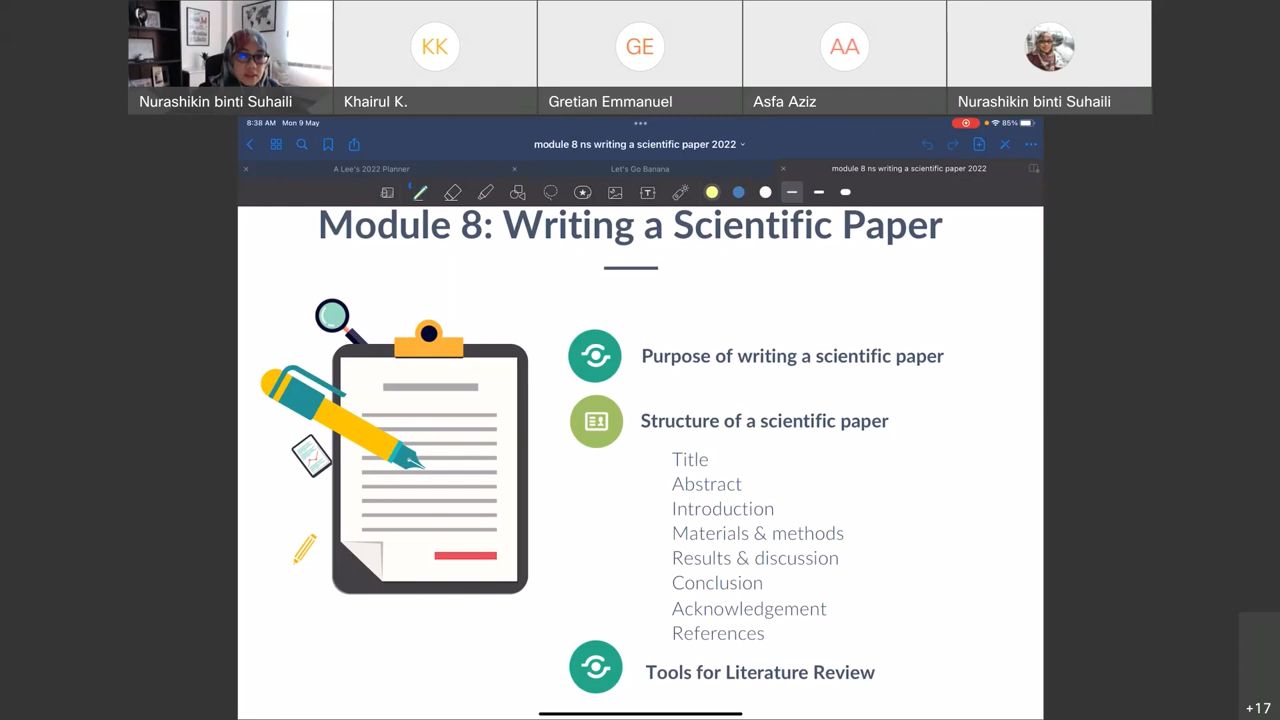 KK
GE
AA
Nurashikin binti Suhaili
Khairul K.
Gretian Emmanuel
Asfa Aziz
Nurashikin binti Suhaili
8:38 AM Mon 9 May
85%
module 8 ns writing a scientific paper 2022
A Lee's 2022 Planner
Let's Go Banana
module 8 ns writing a scientific paper 2022
Module 8: Writing a Scientific Paper
Purpose of writing a scientific paper
Structure of a scientific paper
Title
Abstract
Introduction
Materials & methods
Results & discussion
Conclusion
Acknowledgement
References
Tools for Literature Review
+17